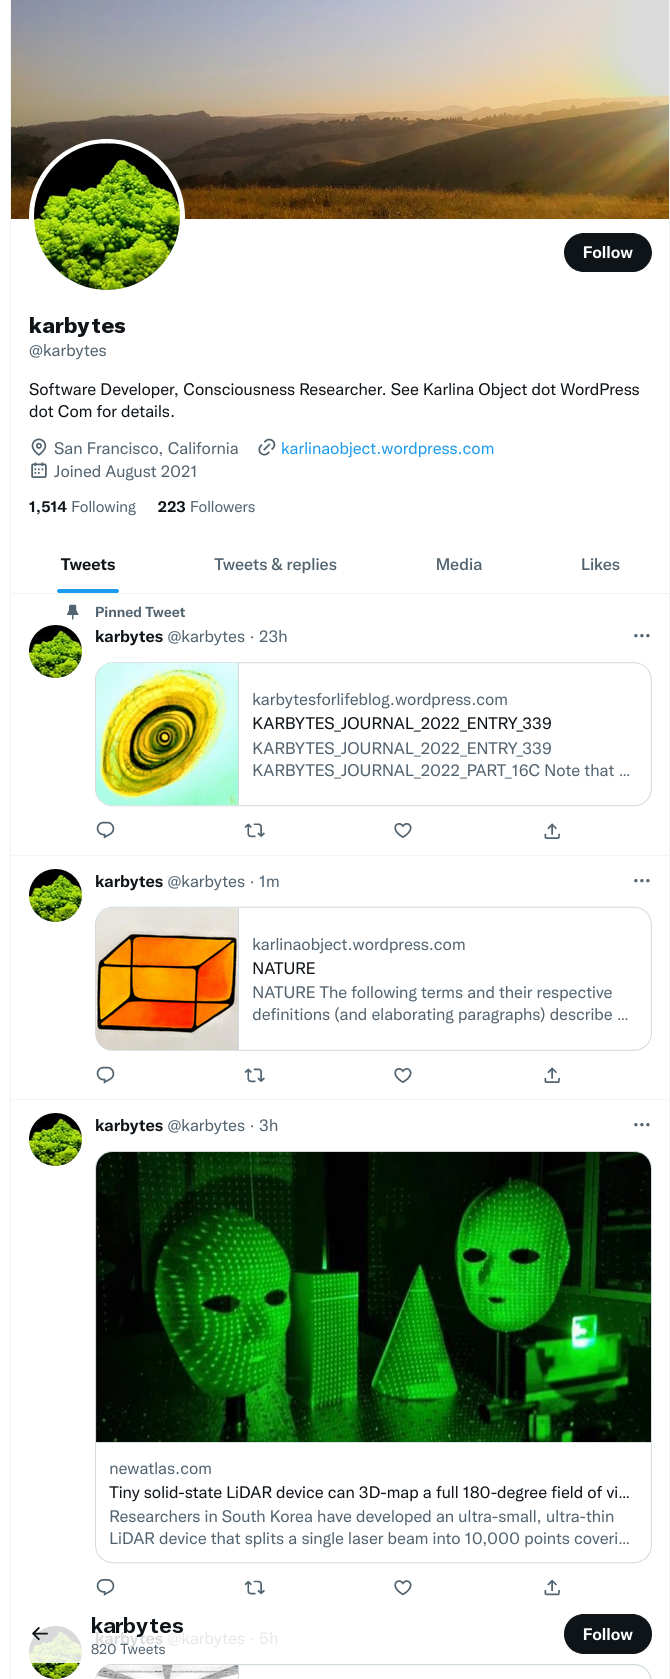 Follow
karbytes
@karbytes
Software Developer, Consciousness Researcher. See Karlina Object dot WordPress
dot Com for details.
San Francisco, California karlinaobject.wordpress.com
Joined August 2021
1,514 Following 223 Followers
Tweets Tweets & replies Media Likes
Pinned Tweet
karbytes @karbytes · 23h
karbytesforlifeblog.wordpress.com
KARBYTES_JOURNAL_2022_ENTRY_339
KARBYTES_JOURNAL_2022_ENTRY_339
KARBYTES_JOURNAL_2022_PART_16C Note that ...
karbytes @karbytes · 1m
karlinaobject.wordpress.com
NATURE
NATURE The following terms and their respective
definitions (and elaborating paragraphs) describe ...
karbytes @karbytes · 3h
newatlas.com
Tiny solid-state LiDAR device can 3D-map a full 180-degree field of vi...
Researchers in South Korea have developed an ultra-small, ultra-thin
LiDAR device that splits a single laser beam into 10,000 points coveri...
karbytes
Follow
karbytes @karbytes · 5h
820 Tweets